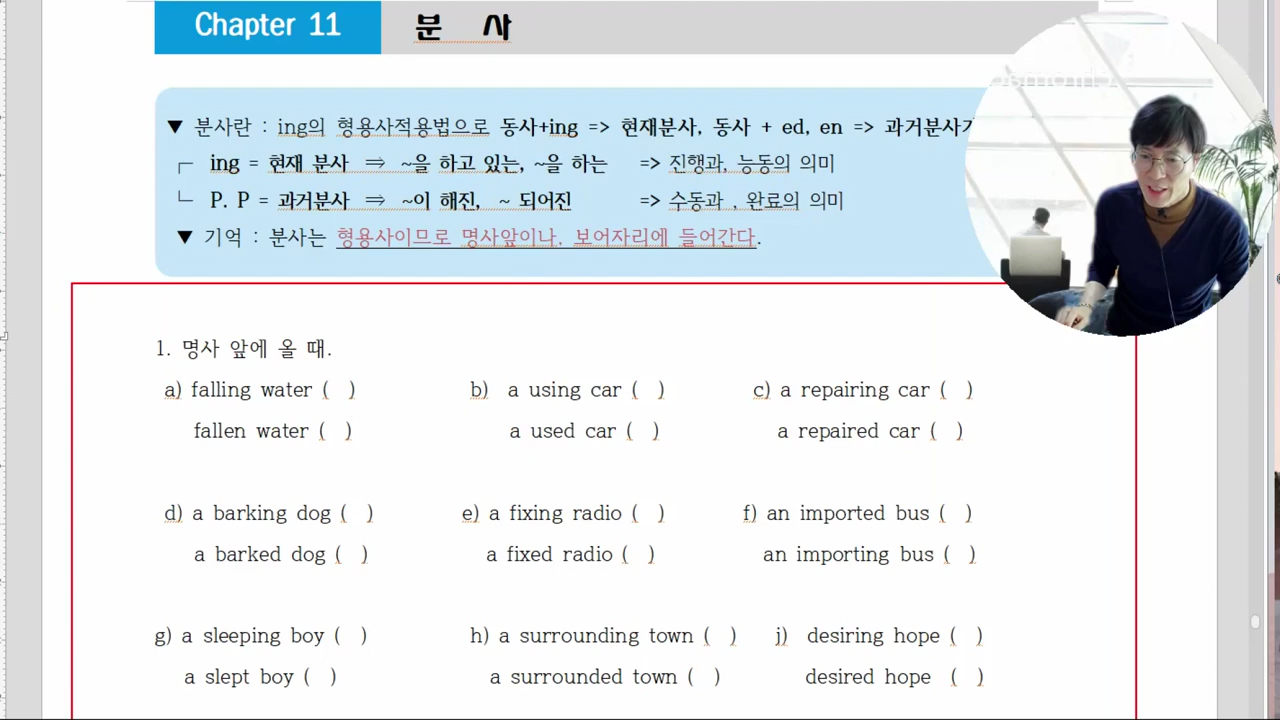 Chapter 11 분 사
▼ 분사란 : ing의 형용사적용법으로 동사+ing => 현재분사, 동사 + ed, en => 과거분사
ing = 현재 분사 ⇒ ~을 하고 있는, ~을 하는 => 진행과, 능동의 의미
P. P = 과거분사 ⇒ ~이 해진, ~ 되어진 => 수동과 , 완료의 의미
▼ 기억 : 분사는 형용사이므로 명사앞이나, 보어자리에 들어간다.
1. 명사 앞에 올 때.
a) falling water ( ) b) a using car ( ) c) a repairing car ( )
fallen water ( ) a used car ( ) a repaired car ( )
d) a barking dog ( ) e) a fixing radio ( ) f) an imported bus ( )
a barked dog ( ) a fixed radio ( ) an importing bus ( )
g) a sleeping boy ( ) h) a surrounding town ( ) j) desiring hope ( )
a slept boy ( ) a surrounded town ( ) desired hope ( )